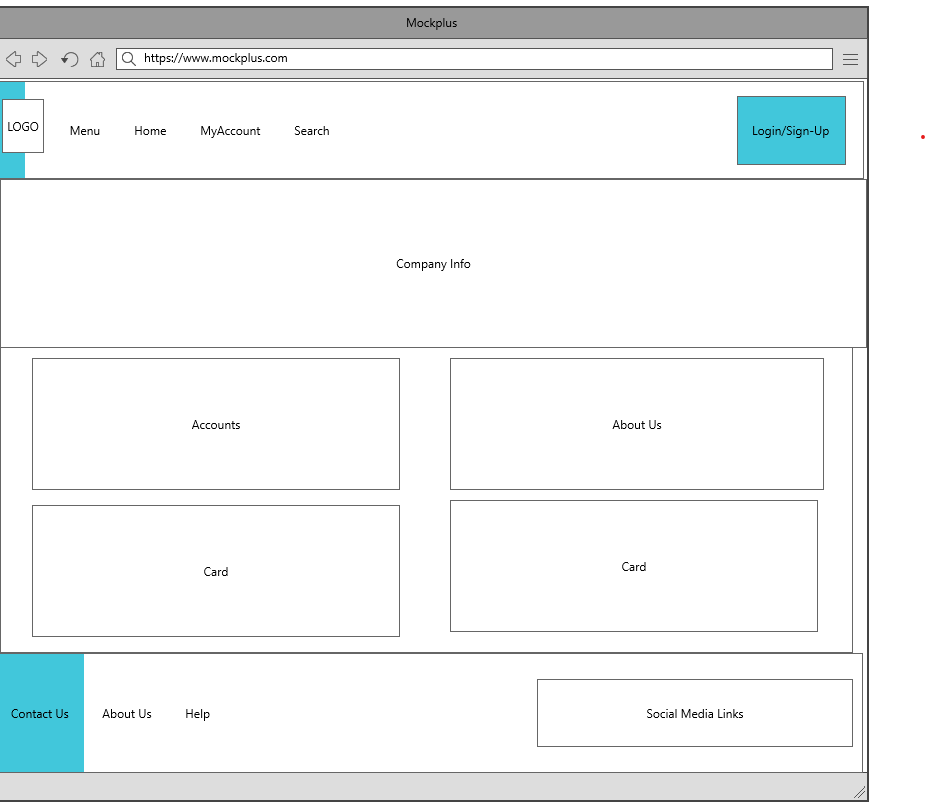 Mockplus
https://www.mockplus.com
LOGO
Menu Home MyAccount Search
Login/Sign-Up
Company Info
Accounts
About Us
Card
Card
Contact Us About Us Help
Social Media Links